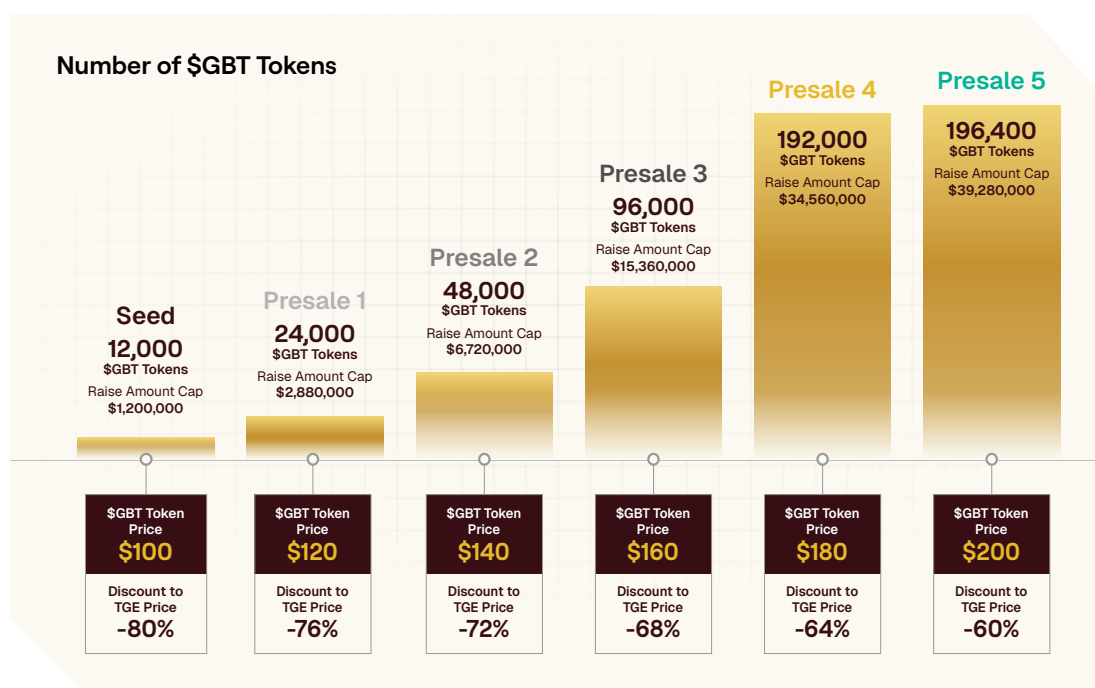 Number of $GBT Tokens
Seed
12,000
$GBT Tokens
Raise Amount Cap
$1,200,000
Presale 1
24,000
$GBT Tokens
Raise Amount Cap
$2,880,000
Presale 2
48,000
$GBT Tokens
Raise Amount Cap
$6,720,000
Presale 3
96,000
$GBT Tokens
Raise Amount Cap
$15,360,000
Presale 4
192,000
$GBT Tokens
Raise Amount Cap
$34,560,000
Presale 5
196,400
$GBT Tokens
Raise Amount Cap
$39,280,000
$GBT Token
Price
$100
Discount to
TGE Price
-80%
$GBT Token
Price
$120
Discount to
TGE Price
-76%
$GBT Token
Price
$140
Discount to
TGE Price
-72%
$GBT Token
Price
$160
Discount to
TGE Price
-68%
$GBT Token
Price
$180
Discount to
TGE Price
-64%
$GBT Token
Price
$200
Discount to
TGE Price
-60%